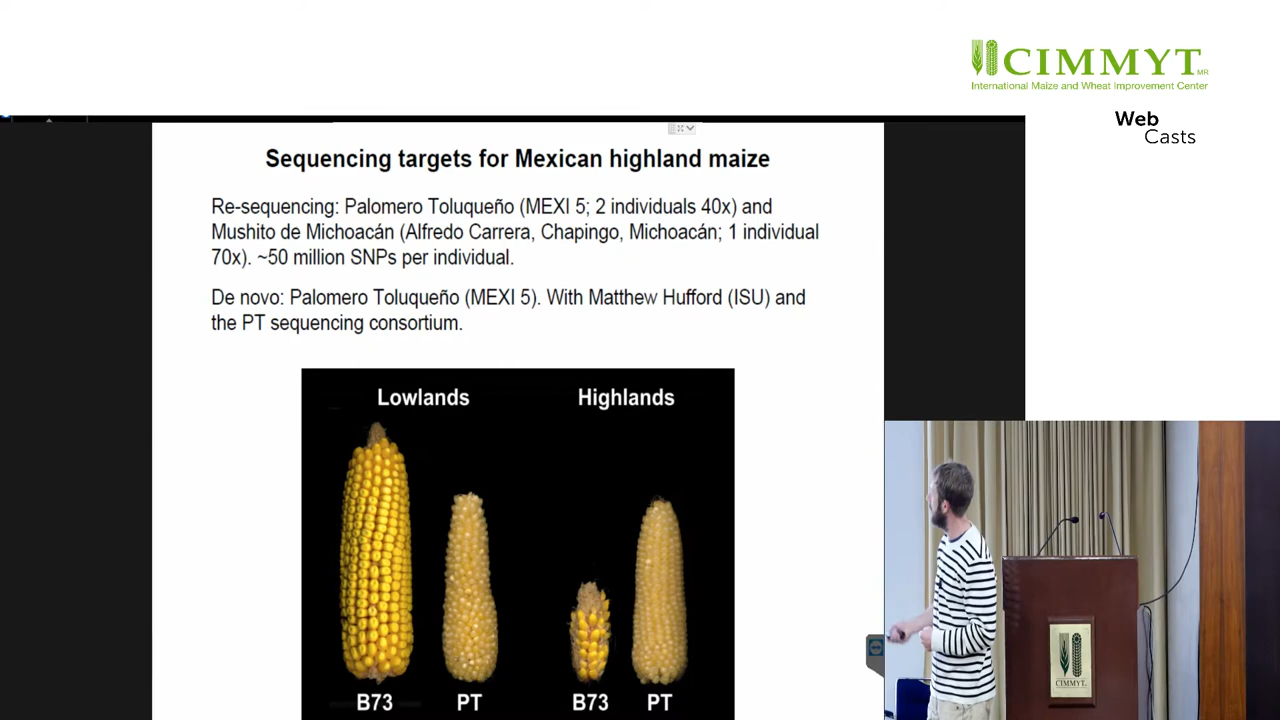 CIMMYT MR
International Maize and Wheat Improvement Center
Web
Casts
Sequencing targets for Mexican highland maize
Re-sequencing: Palomero Toluqueño (MEXI 5; 2 individuals 40x) and
Mushito de Michoacán (Alfredo Carrera, Chapingo, Michoacán; 1 individual
70x). ~50 million SNPs per individual.
De novo: Palomero Toluqueño (MEXI 5). With Matthew Hufford (ISU) and
the PT sequencing consortium.
Lowlands Highlands
B73 PT B73 PT
CIMMYT